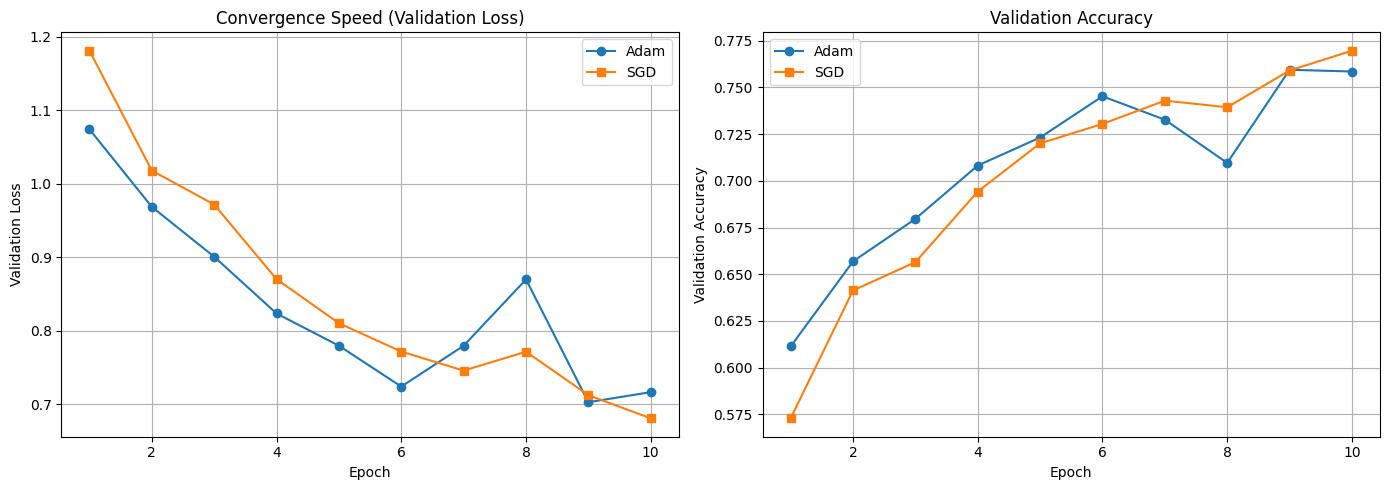 Convergence Speed (Validation Loss)
Validation Loss
1.2
1.1
1.0
0.9
0.8
0.7
Adam
SGD
2 4 6 8 10
Epoch
Validation Accuracy
Validation Accuracy
0.775
0.750
0.725
0.700
0.675
0.650
0.625
0.600
0.575
Adam
SGD
2 4 6 8 10
Epoch